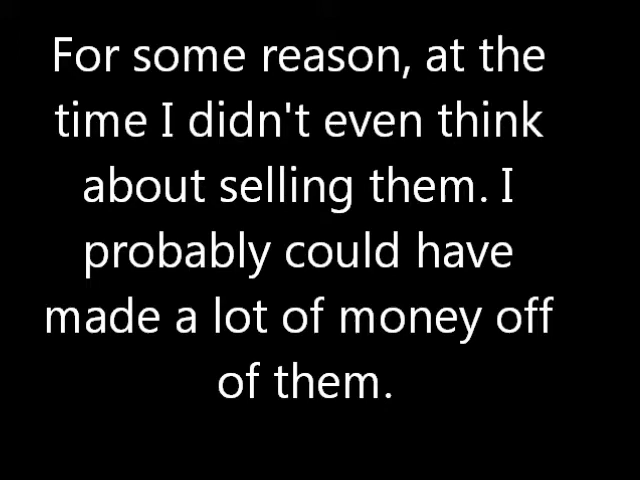 For some reason, at the
time I didn't even think
about selling them. I
probably could have
made a lot of money off
of them.